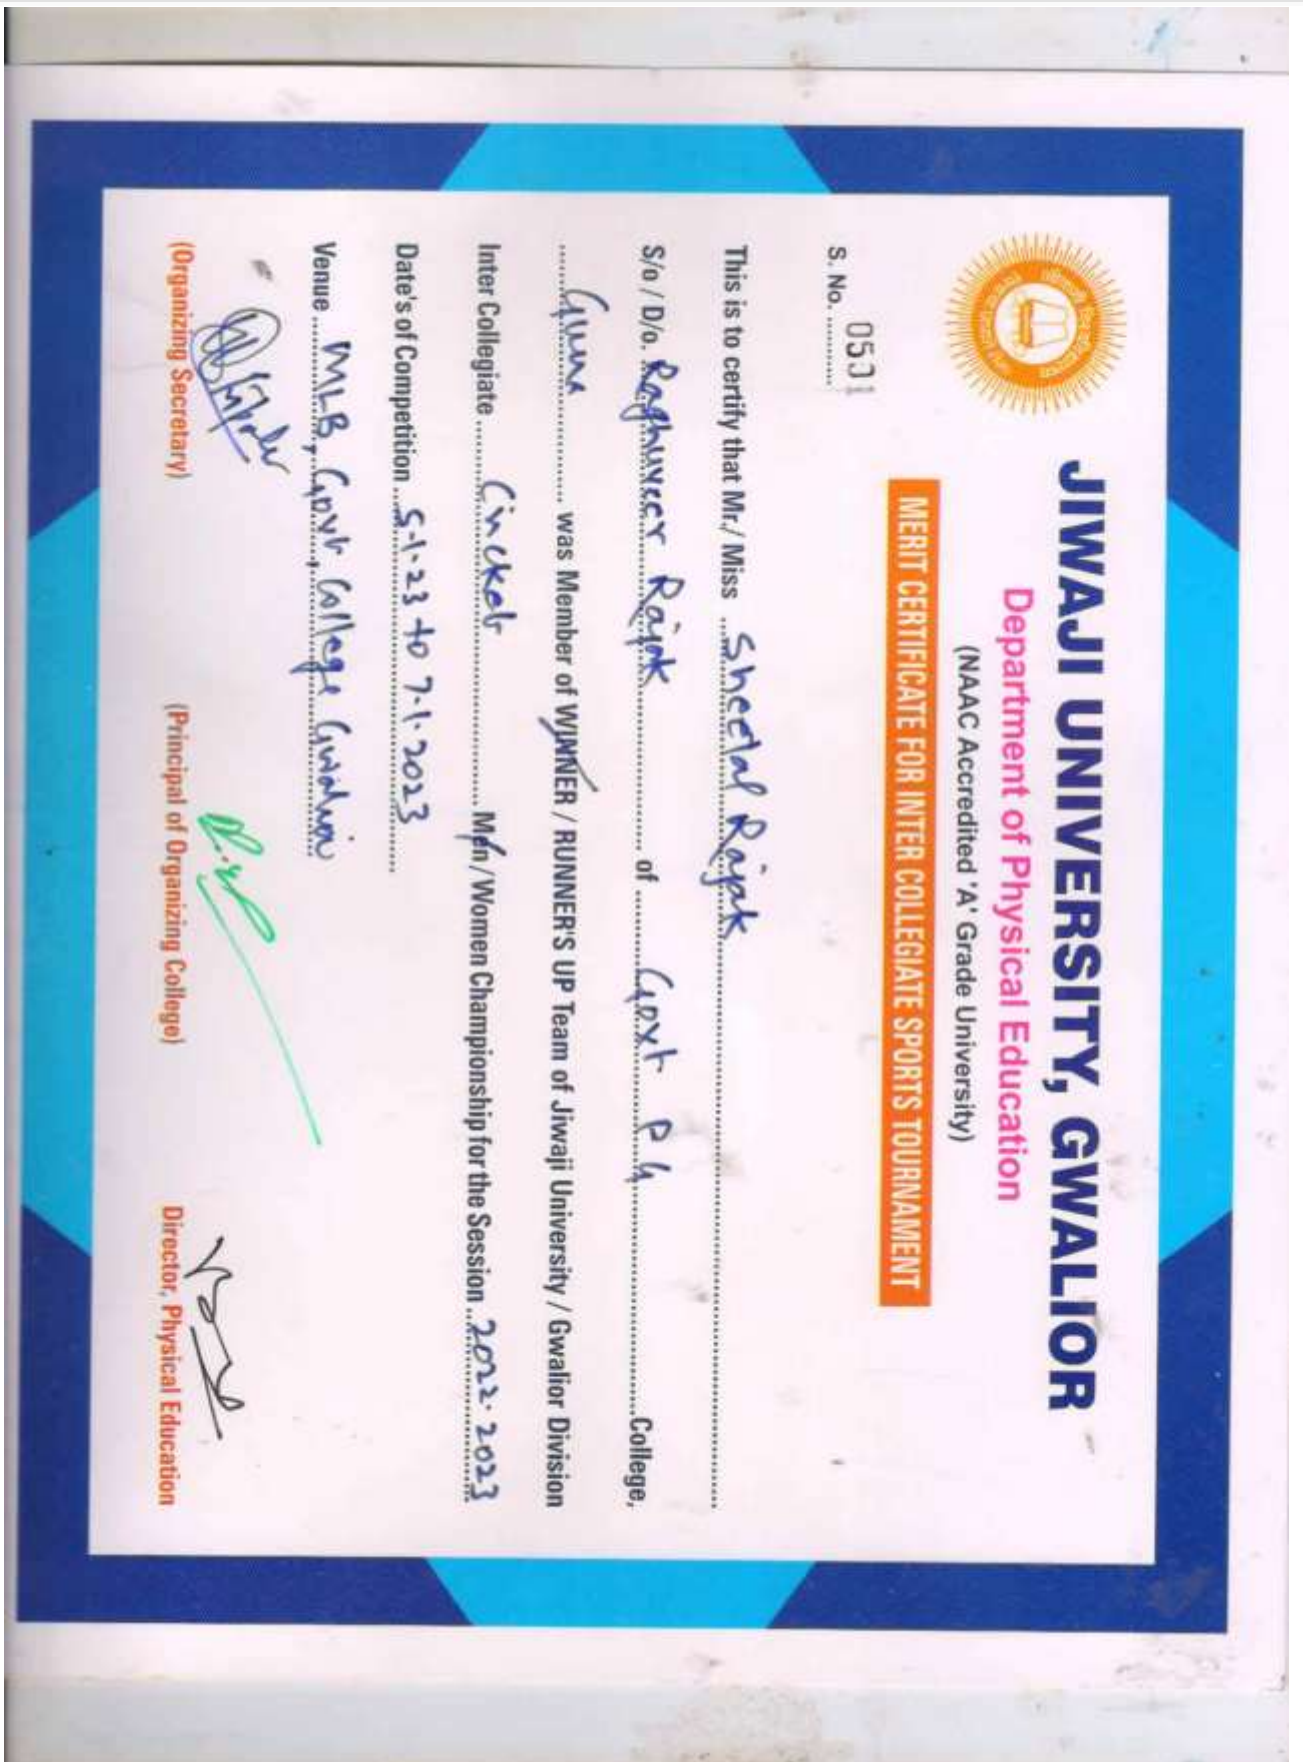 JIWAJI UNIVERSITY, GWALIOR
Department of Physical Education
(NAAC Accredited 'A' Grade University)
MERIT CERTIFICATE FOR INTER COLLEGIATE SPORTS TOURNAMENT
S. No. 0531
This is to certify that Mr./ Miss Sheetal Rajak
S/o / D/o. Raghuveer Rajak of Govt P G College,
Guna was Member of WINNER / RUNNER'S UP Team of Jiwaji University / Gwalior Division
Inter Collegiate Cricket Men / Women Championship for the Session 2022-2023
Date's of Competition 5-1-23 to 7-1-2023
Venue MLB, Govt, College Gwalior
(Organizing Secretary) (Principal of Organizing College) Director, Physical Education